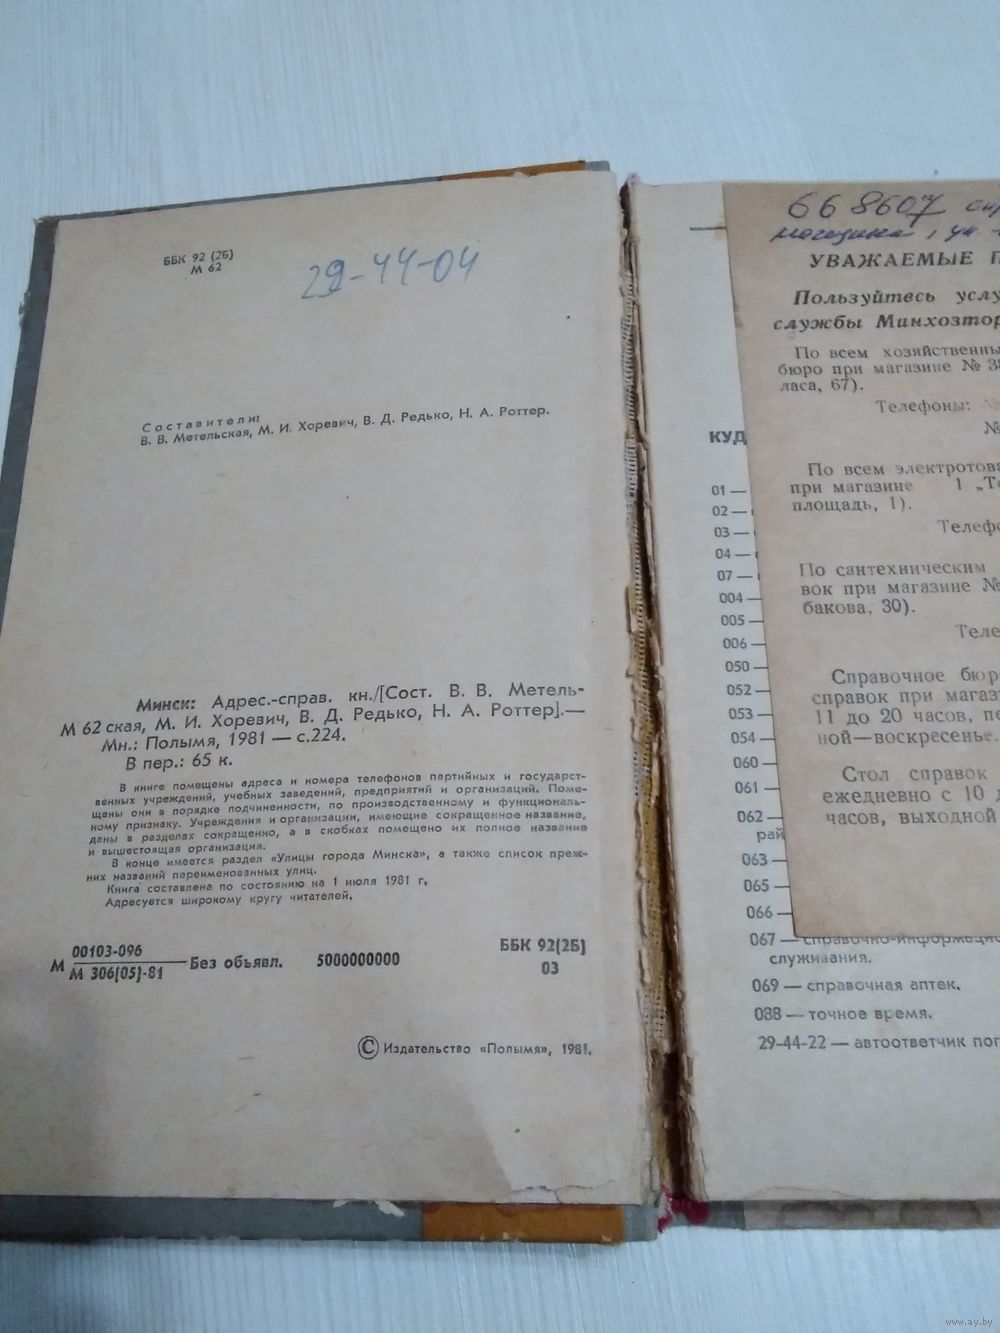 ББК 92 (2Б)
М 62
29-44-04
Составители:
В. В. Метельская, М. И. Хоревич, В. Д. Редько, Н. А. Роттер.
Минск: Адрес.-справ. кн./[Сост. В. В. Метель-
М 62 ская, М. И. Хоревич, В. Д. Редько, Н. А. Роттер].—
Мн.: Полымя, 1981 — с.224.
В пер.: 65 к.
В книге помещены адреса и номера телефонов партийных и государст-
венных учреждений, учебных заведений, предприятий и организаций. Поме-
щены они в порядке подчиненности, по производственному и функциональ-
ному признаку. Учреждения и организации, имеющие сокращенное название,
даны в разделах сокращенно, а в скобках помещено их полное название
и вышестоящая организация.
В конце имеется раздел «Улицы города Минска», а также список преж-
них названий переименованных улиц.
Книга составлена по состоянию на 1 июля 1981 г.
Адресуется широкому кругу читателей.
00103-096
М Без объявл. 5000000000
М 306(05)-81
ББК 92(2Б)
03
© Издательство «Полымя», 1981.
668607
магазина
УВАЖАЕМЫЕ П
Пользуйтесь услу
службы Минхозтор
По всем хозяйственны
бюро при магазине № 38
ласа, 67).
Телефоны:
№
По всем электротова
при магазине 1 „Те
площадь, 1).
Телефо
По сантехническим
вок при магазине №
бакова, 30).
Теле
Справочное бюр
справок при магаз
11 до 20 часов, пе
ной—воскресенье.
Стол справок
ежедневно с 10 д
часов, выходной
КУД
01 —
02 —
03 —
04 —
07 —
004 —
005 —
006 —
050 —
052 —
053 —
054 —
060 —
061 —
062 —
рай
063 —
065 —
066 —
067 — справочно-информацио
служивания.
069 — справочная аптек.
088 — точное время.
29-44-22 — автоответчик пог
www.ay.by